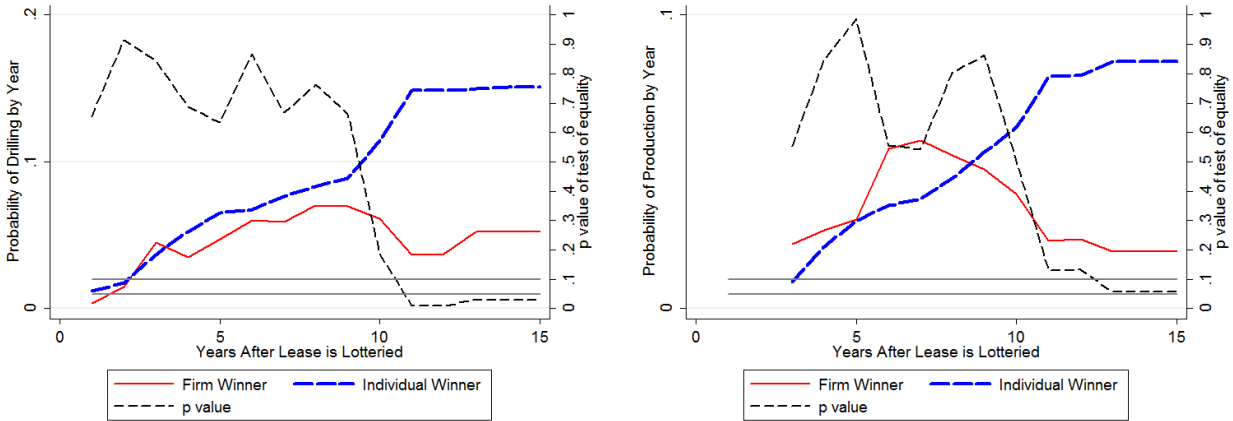 .2
.1
0
Probability of Drilling by Year
0 5 10 15
Years After Lease is Lotteried
1
.9
.8
.7
.6
.5
.4
.3
.2
.1
0
p value of test of equality
Firm Winner Individual Winner
p value
.1
0
Probability of Production by Year
0 5 10 15
Years After Lease is Lotteried
1
.9
.8
.7
.6
.5
.4
.3
.2
.1
0
p value of test of equality
Firm Winner Individual Winner
p value